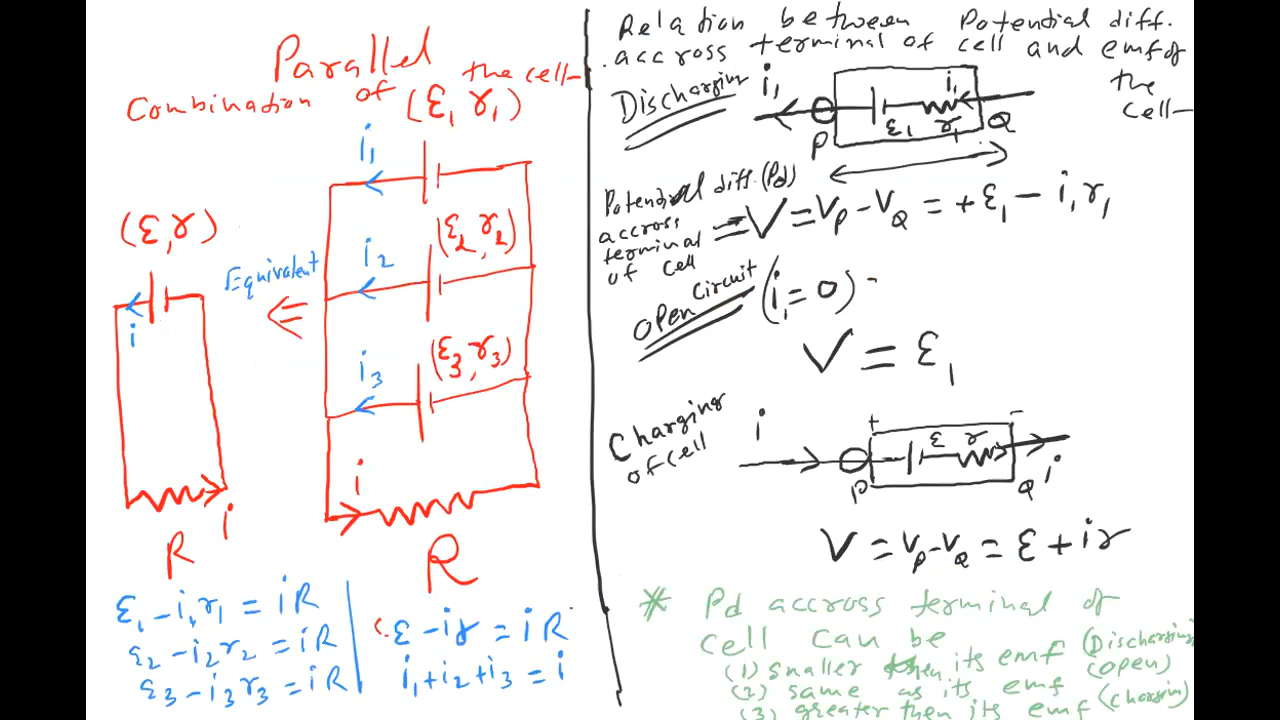 Parallel
Combination of the cell-
(ε₁, r₁)
i₁
(ε, r)
(ε₂, r₂)
i₂
Equivalent
i
(ε₃, r₃)
i₃
i
i
R
R
ε₁ - i₁r₁ = iR
ε₂ - i₂r₂ = iR
ε₃ - i₃r₃ = iR
ε - ir = iR
i₁ + i₂ + i₃ = i
Relation between Potential diff.
accross terminal of cell and emf of
the
cell-
Discharging
i₁
i₁
ε₁ r₁
P Q
Potential diff. (Pd)
accross
terminal
of cell
= V = Vₚ - V_Q = + ε₁ - i₁r₁
Open Circuit (i₁ = 0) -
V = ε₁
Charging
of cell
i
+ -
ε r
P Q i
V = Vₚ - V_Q = ε + ir
* Pd accross terminal of
cell can be
(1) smaller then its emf (Discharging
(2) same as its emf (open)
(3) greater then its emf (chargin)